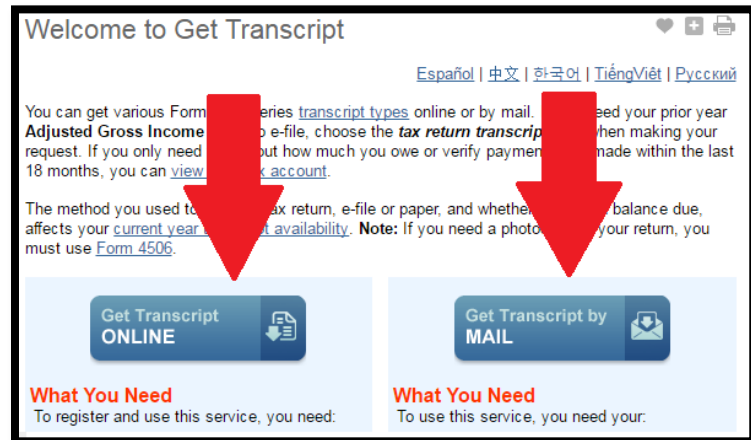 Welcome to Get Transcript
Español | 中文 | 한국어 | TiếngViêt | Русский
You can get various Form eries transcript types online or by mail. eed your prior year
Adjusted Gross Income o e-file, choose the tax return transcrip hen making your
request. If you only need out how much you owe or verify paymen made within the last
18 months, you can view x account.
The method you used to ax return, e-file or paper, and whether balance due,
affects your current year t availability. Note: If you need a photo your return, you
must use Form 4506.
Get Transcript
ONLINE
Get Transcript by
MAIL
What You Need
To register and use this service, you need:
What You Need
To use this service, you need your: